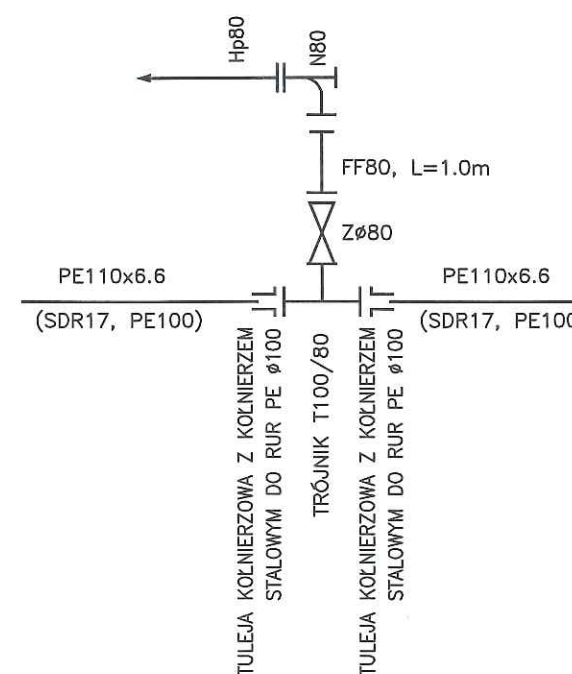 Hp80
N80
FF80, L=1.0m
Zø80
PE110x6.6
(SDR17, PE100)
PE110x6.6
(SDR17, PE100
TULEJA KOŁNIERZOWA Z KOŁNIERZEM
STALOWYM DO RUR PE ø100
TRÓJNIK T100/80
TULEJA KOŁNIERZOWA Z KOŁNIERZEM
STALOWYM DO RUR PE ø100